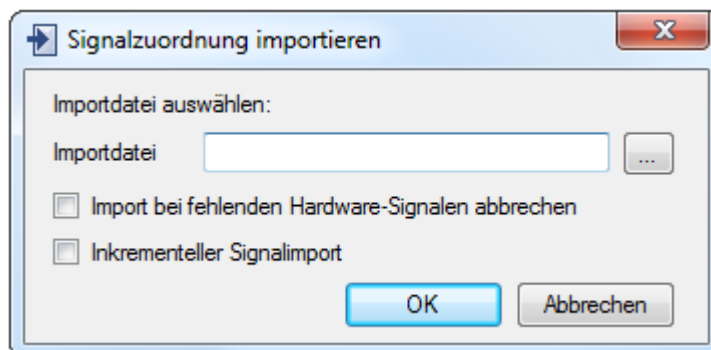 Signalzuordnung importieren
Importdatei auswählen:
Importdatei ...
Import bei fehlenden Hardware-Signalen abbrechen
Inkrementeller Signalimport
OK Abbrechen